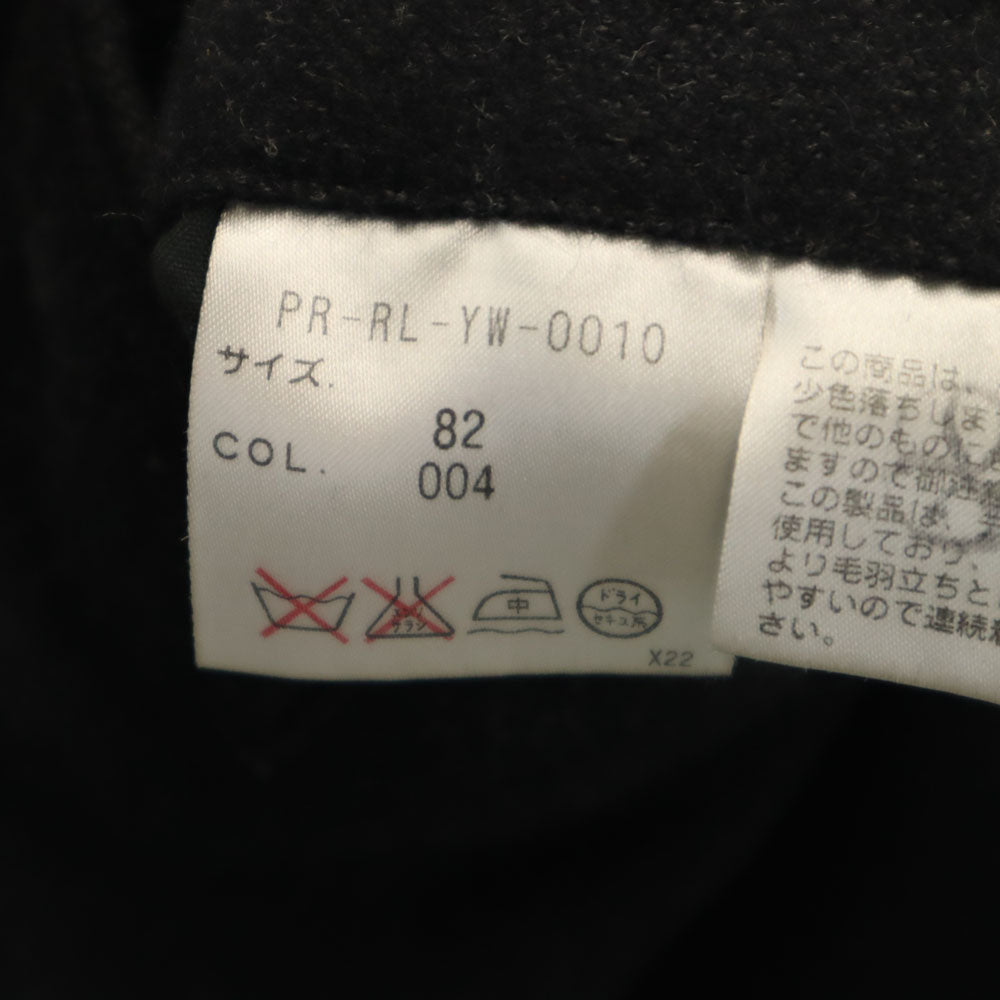 PR-RL-YW-0010
サイズ.
82
COL.
004
中
ドライ
セキユ系
X22
この商品は、
少色落ちしま
で他のものに
ますので御注
この製品は、
使用しており、
より毛羽立ちと、
やすいので連続着
さい。